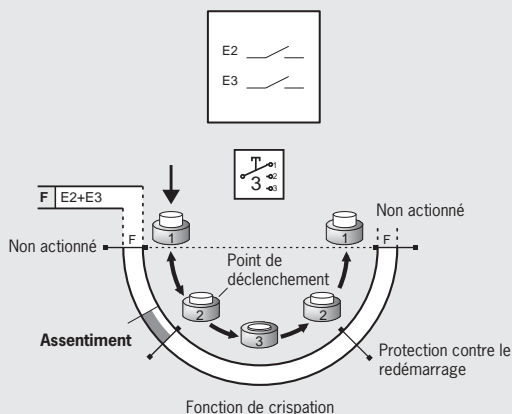 E2
E3
1
2
3
3
F E2+E3
F
1
1
Non actionné
F
Non actionné
Point de
déclenchement
2
2
3
Assentiment
Protection contre le
redémarrage
Fonction de crispation